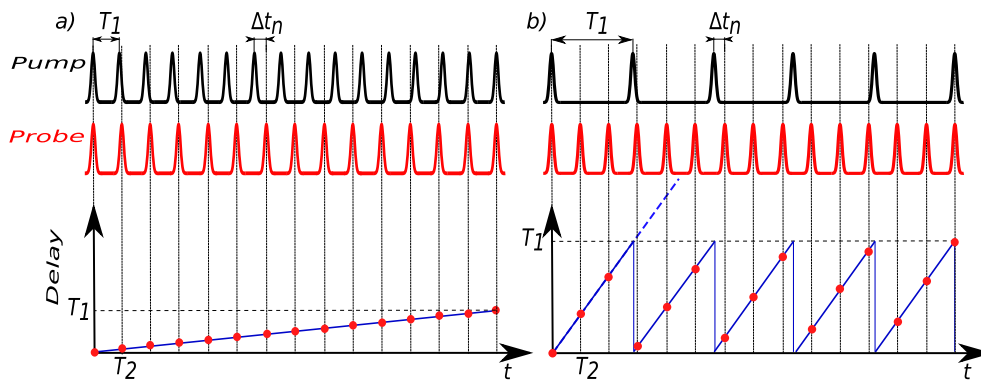 a) T1 Δtn
Pump
Probe
Delay
T1
T2 t
b) T1 Δtn
T1
T2 t